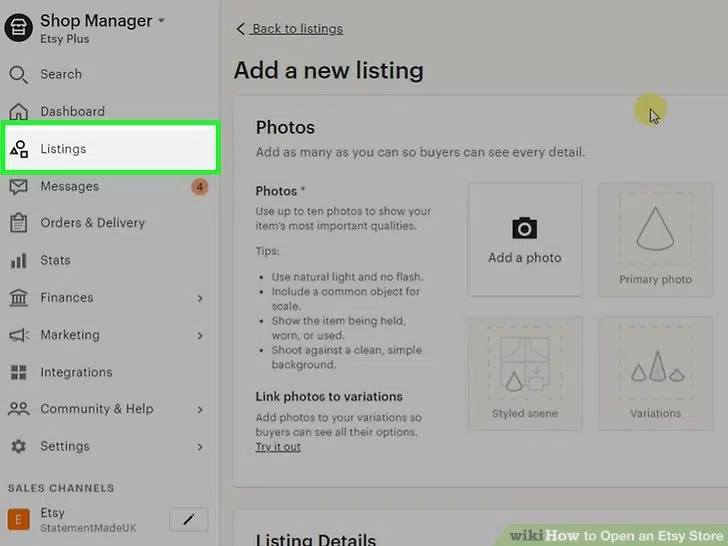 Shop Manager
Etsy Plus
Search
Dashboard
Listings
Messages
4
Orders & Delivery
Stats
Finances
Marketing
Integrations
Community & Help
Settings
SALES CHANNELS
E
Etsy
StatementMadeUK
Back to listings
Add a new listing
Photos
Add as many as you can so buyers can see every detail.
Photos *
Use up to ten photos to show your
item's most important qualities.
Tips:
• Use natural light and no flash.
• Include a common object for
scale.
• Show the item being held,
worn, or used.
• Shoot against a clean, simple
background.
Link photos to variations
Add photos to your variations so
buyers can see all their options.
Try it out
Add a photo
Primary photo
Styled scene
Variations
Listing Details
wikiHow to Open an Etsy Store